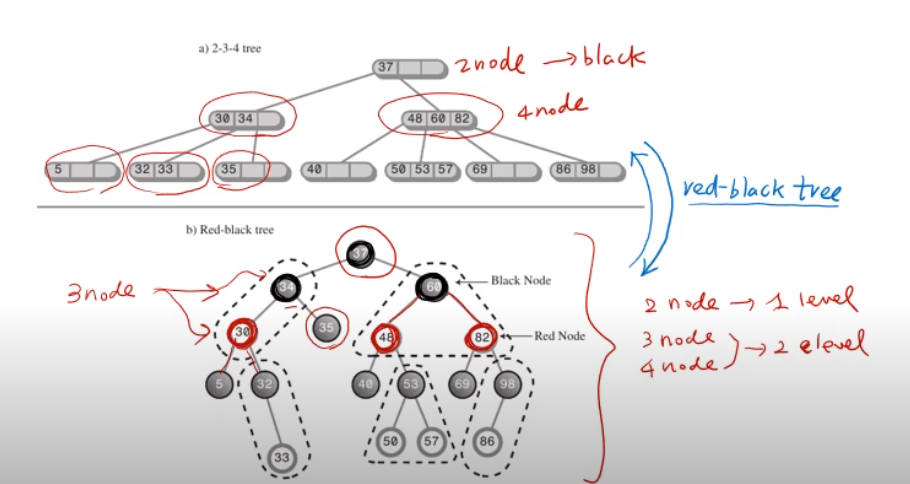 a) 2-3-4 tree
37
2node → black
30 34
48 60 82
4node
5
32 33
35
40
50 53 57
69
86 98
red-black tree
b) Red-black tree
37
3node
34
60
Black Node
30
35
48
82
Red Node
5
32
40
53
69
98
33
50
57
86
2 node → 1 level
3 node
4 node
→ 2 level